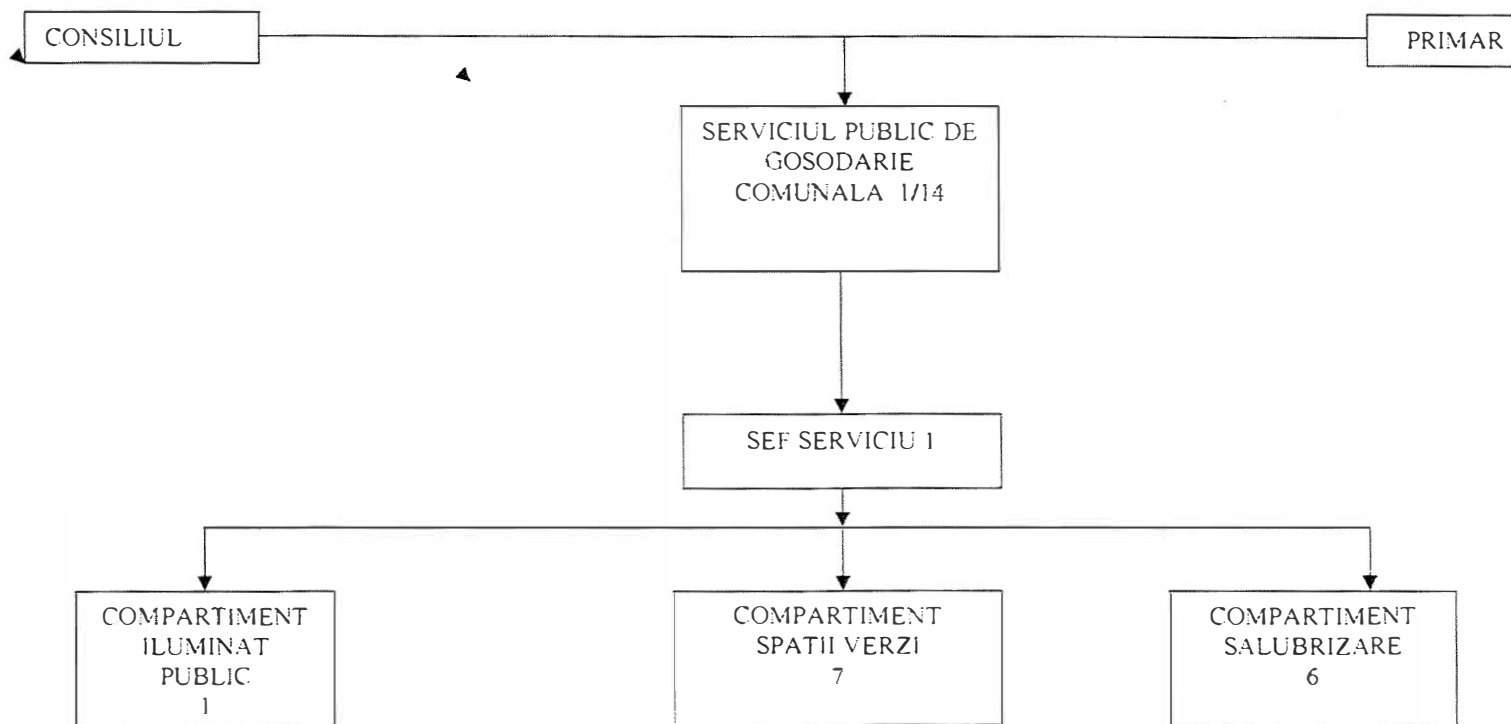 CONSILIUL
PRIMAR
SERVICIUL PUBLIC DE
GOSODARIE
COMUNALA 1/14
SEF SERVICIU 1
COMPARTIMENT
ILUMINAT
PUBLIC
1
COMPARTIMENT
SPATII VERZI
7
COMPARTIMENT
SALUBRIZARE
6